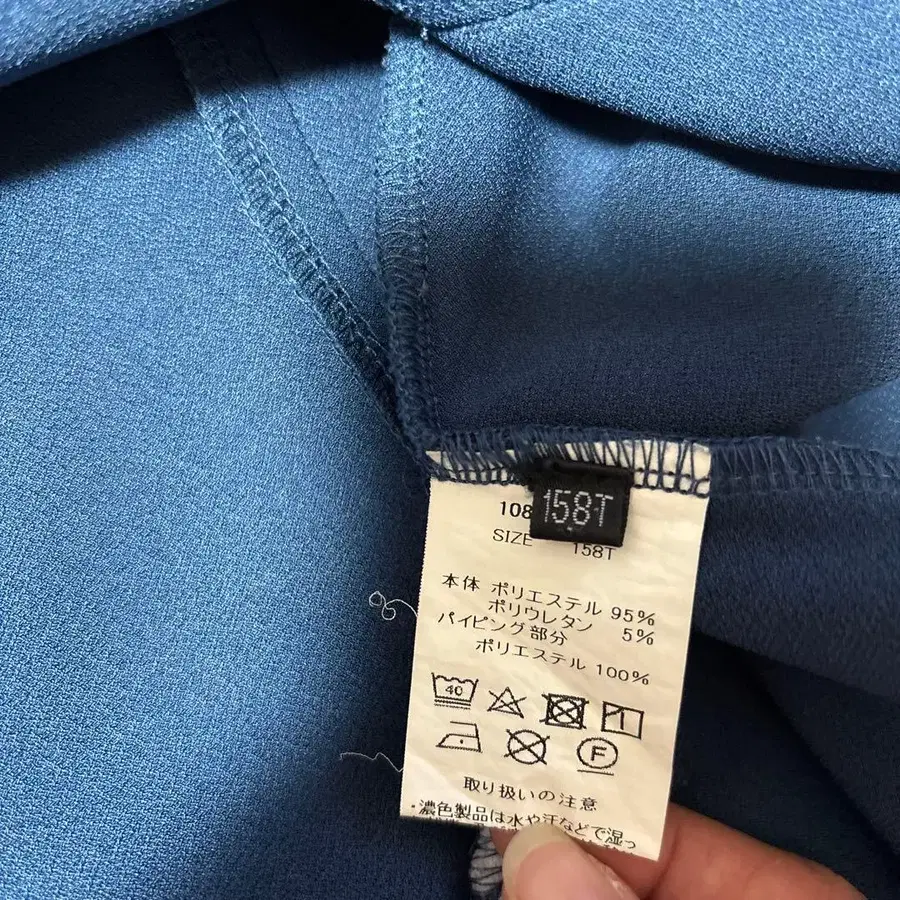 158T
108
SIZE 158T
本体 ポリエステル 95%
ポリウレタン 5%
パイピング部分
ポリエステル 100%
40
F
取り扱いの注意
・濃色製品は水や汗などで湿っ